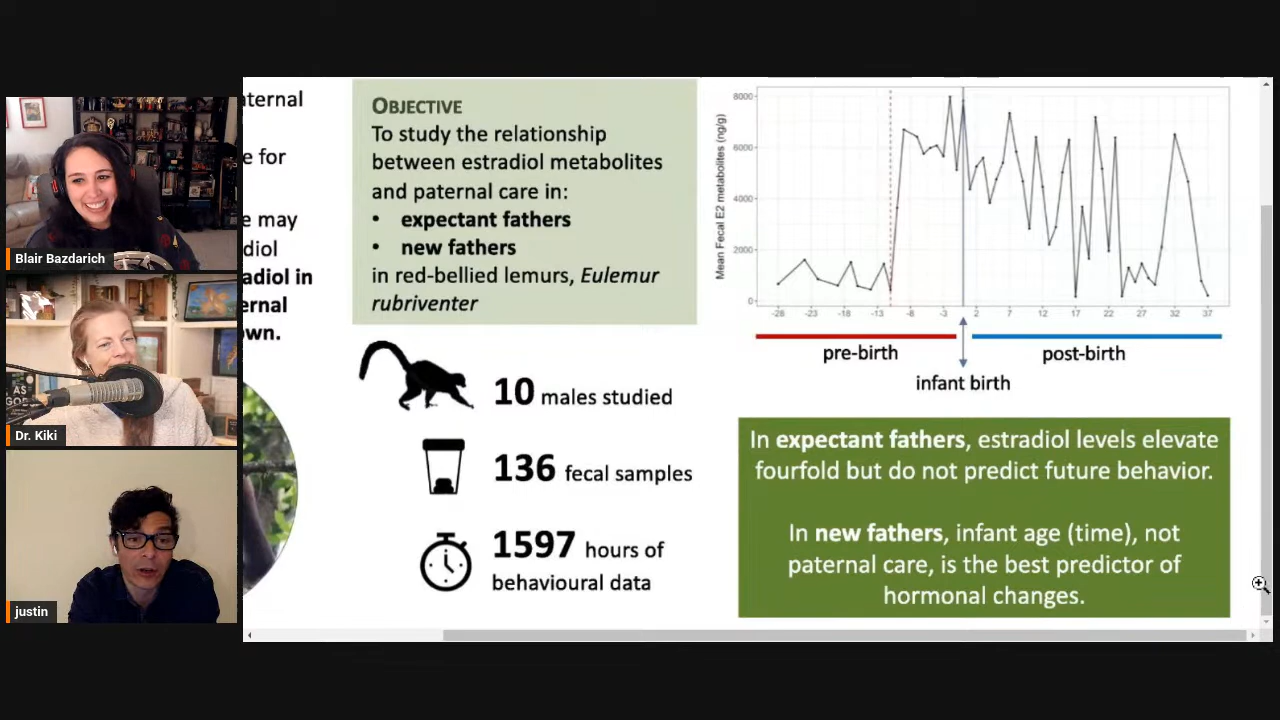 Blair Bazdarich
Dr. Kiki
justin
AS
GOD
aternal
e for
e may
diol
adiol in
ernal
own.
OBJECTIVE
To study the relationship
between estradiol metabolites
and paternal care in:
• expectant fathers
• new fathers
in red-bellied lemurs, Eulemur
rubriventer
10 males studied
136 fecal samples
1597 hours of
behavioural data
Mean Fecal E2 metabolites (ng/g)
8000
6000
4000
2000
0
-28 -23 -18 -13 -8 -3 2 7 12 17 22 27 32 37
pre-birth
post-birth
infant birth
In expectant fathers, estradiol levels elevate
fourfold but do not predict future behavior.
In new fathers, infant age (time), not
paternal care, is the best predictor of
hormonal changes.